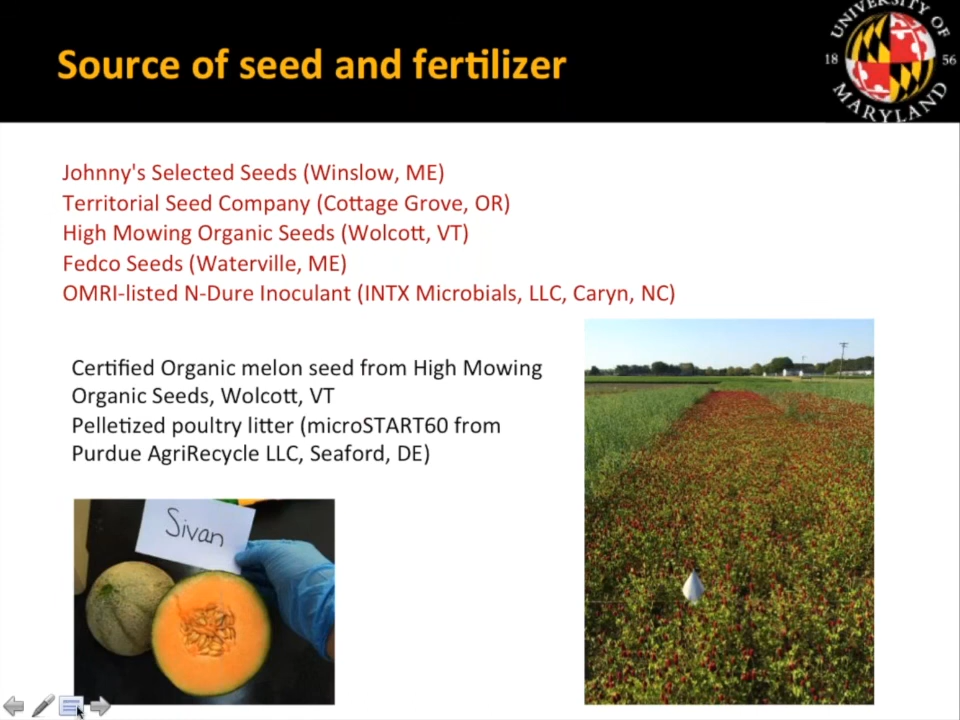 Source of seed and fertilizer
UNIVERSITY OF
18 56
MARYLAND
Johnny's Selected Seeds (Winslow, ME)
Territorial Seed Company (Cottage Grove, OR)
High Mowing Organic Seeds (Wolcott, VT)
Fedco Seeds (Waterville, ME)
OMRI-listed N-Dure Inoculant (INTX Microbials, LLC, Caryn, NC)
Certified Organic melon seed from High Mowing
Organic Seeds, Wolcott, VT
Pelletized poultry litter (microSTART60 from
Purdue AgriRecycle LLC, Seaford, DE)
Sivan